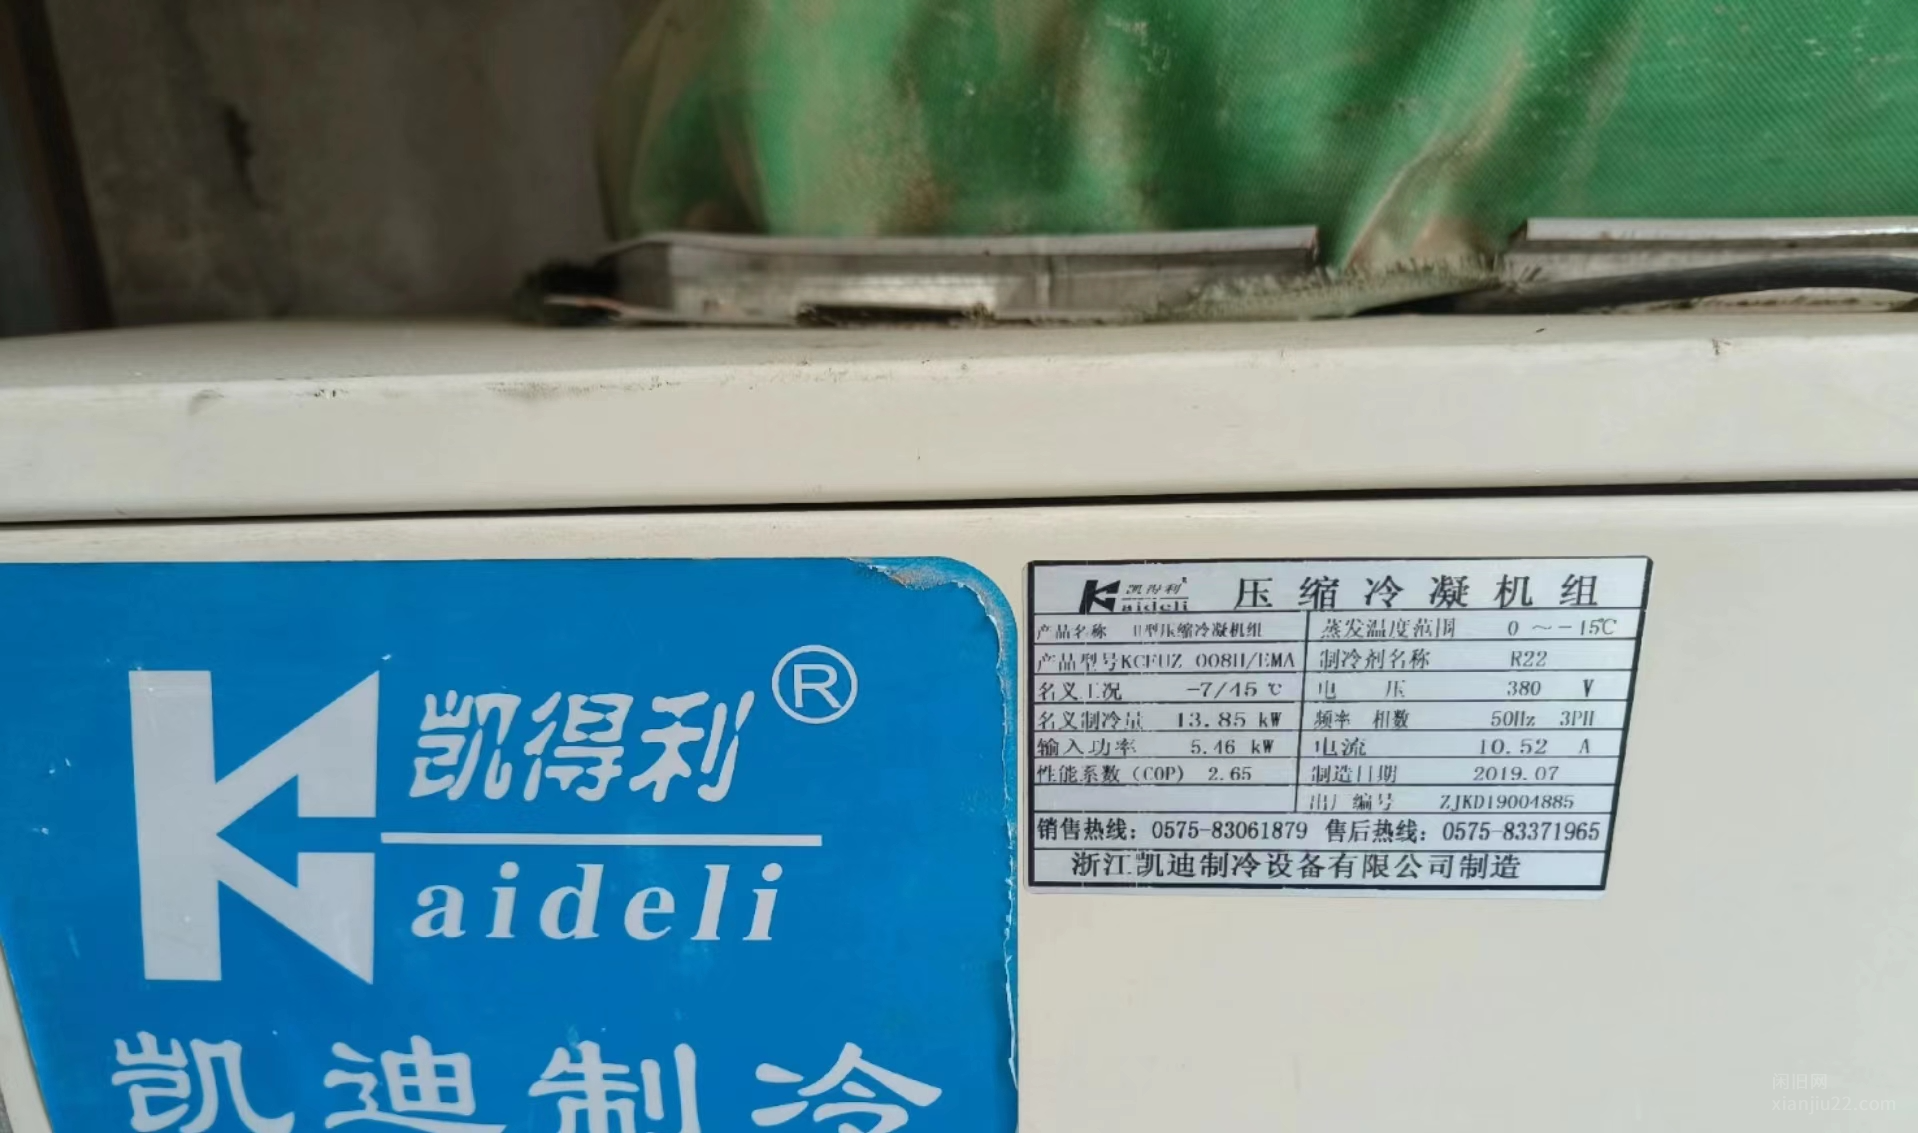 凯得利®
Kaideli
凯迪制冷
凯得利
Kaideli 压缩冷凝机组
产品名称 H型压缩冷凝机组 蒸发温度范围 0～-15℃
产品型号 制冷剂名称 R22
名义工况 -7/45℃ 电 压 380 V
名义制冷量 13.85 kW 频率 相数 50Hz 3PH
输入功率 5.46 kW 电流 10.52 A
性能系数(COP) 2.65 制造日期 2019.07
出厂编号 ZJKD19004885
销售热线：0575-83061879 售后热线：0575-83371965
浙江凯迪制冷设备有限公司制造
闲旧网
xianjiu22.com